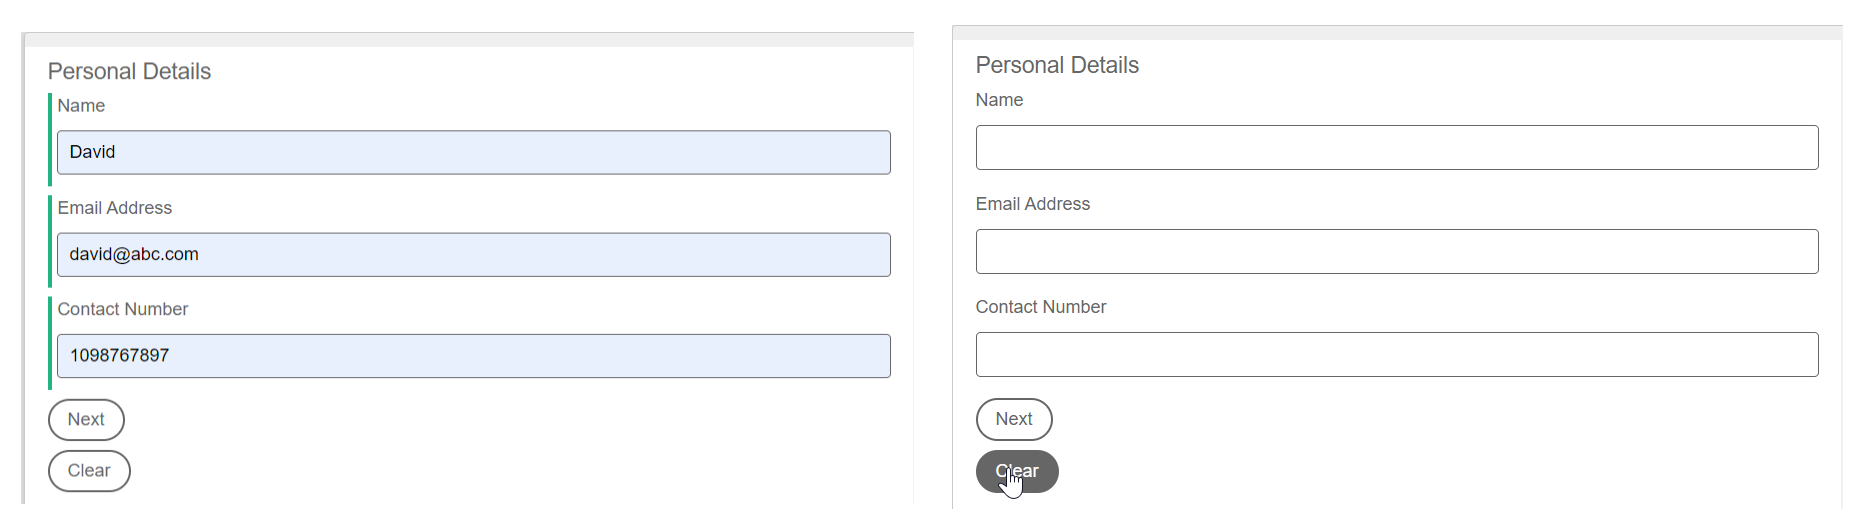 Personal Details
Name
David
Email Address
david@abc.com
Contact Number
1098767897
Next
Clear
Personal Details
Name
Email Address
Contact Number
Next
Clear